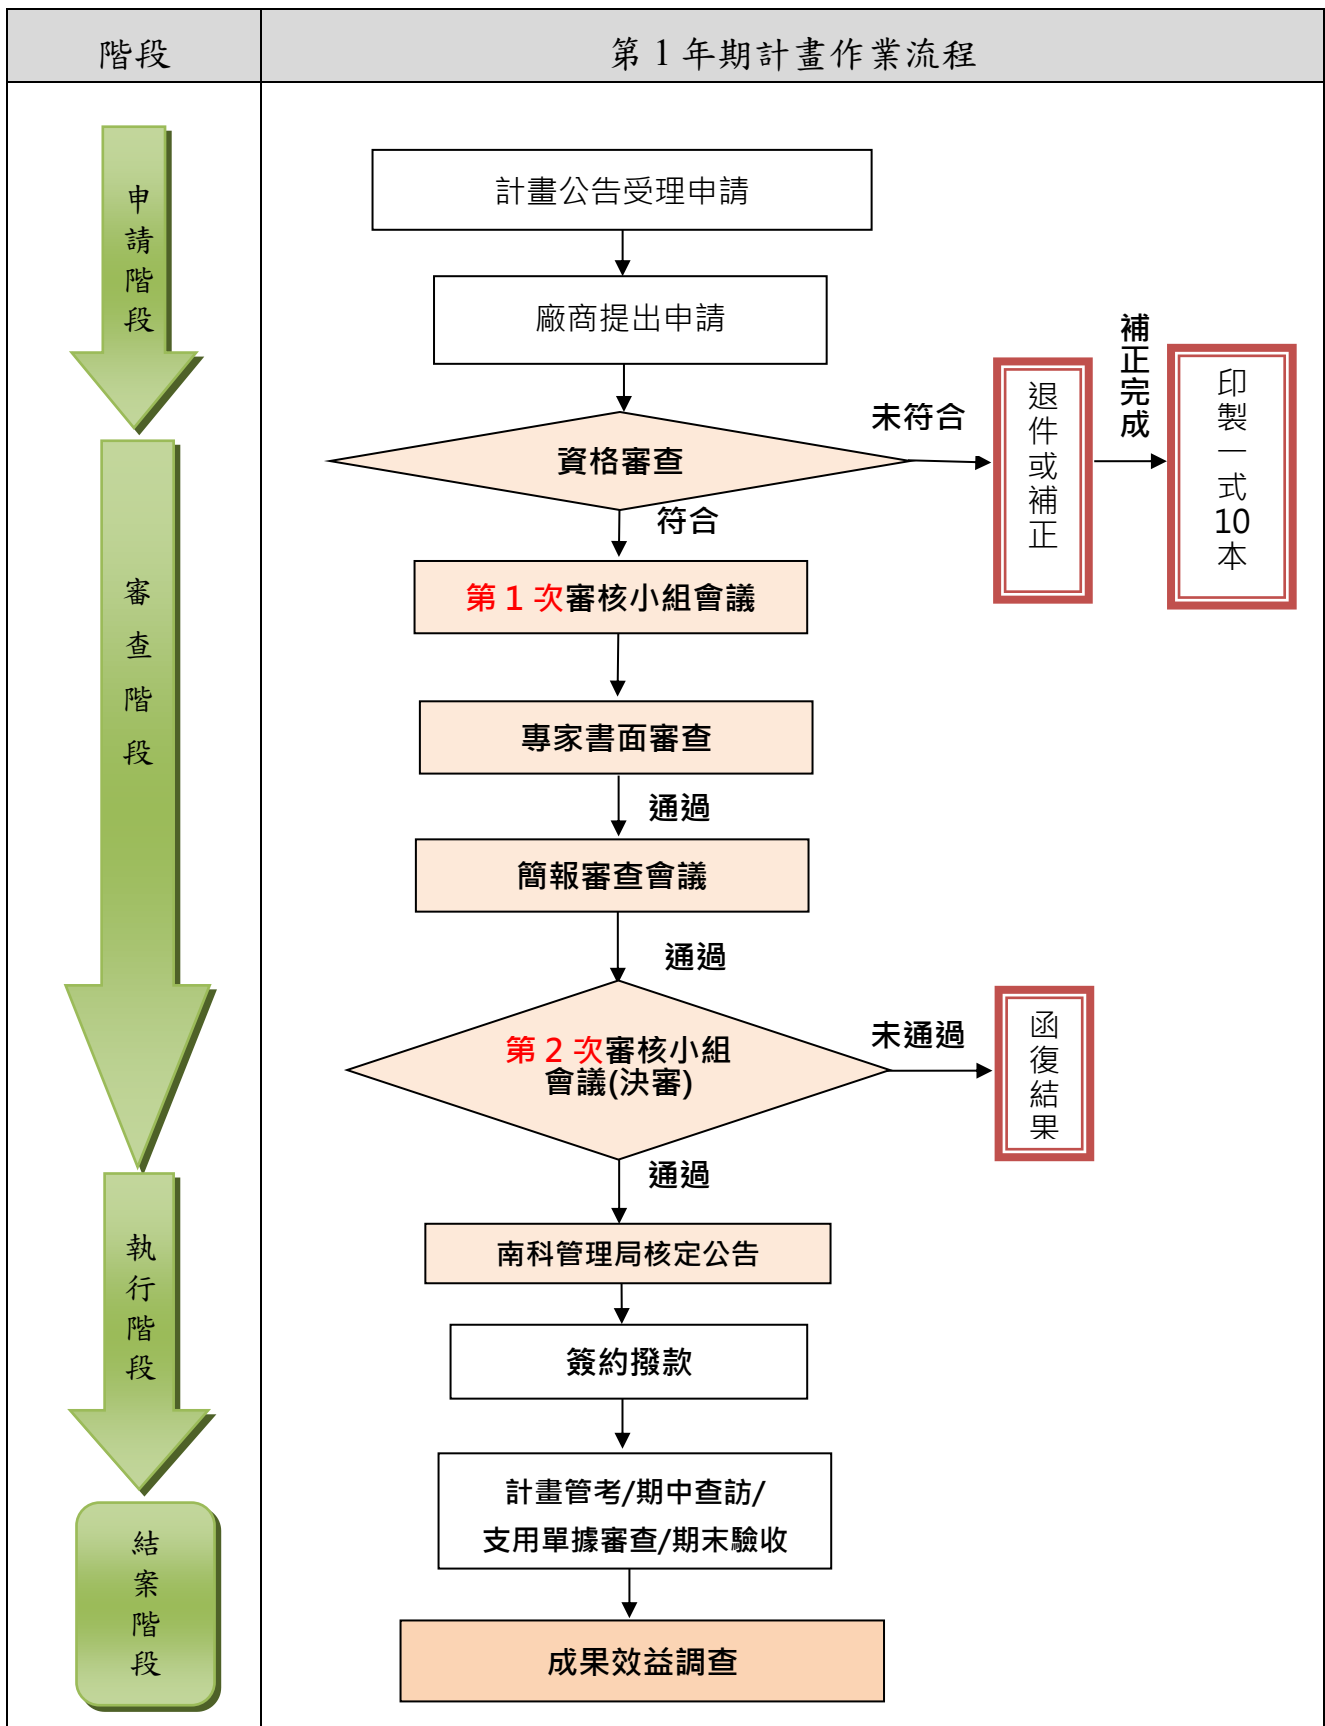 階段
第1年期計畫作業流程
申請階段
計畫公告受理申請
廠商提出申請
資格審查
未符合
退件或補正
補正完成
印製一式10本
符合
第1次審核小組會議
審查階段
專家書面審查
通過
簡報審查會議
通過
第2次審核小組
會議(決審)
未通過
函復結果
通過
執行階段
南科管理局核定公告
簽約撥款
計畫管考/期中查訪/
支用單據審查/期末驗收
結案階段
成果效益調查